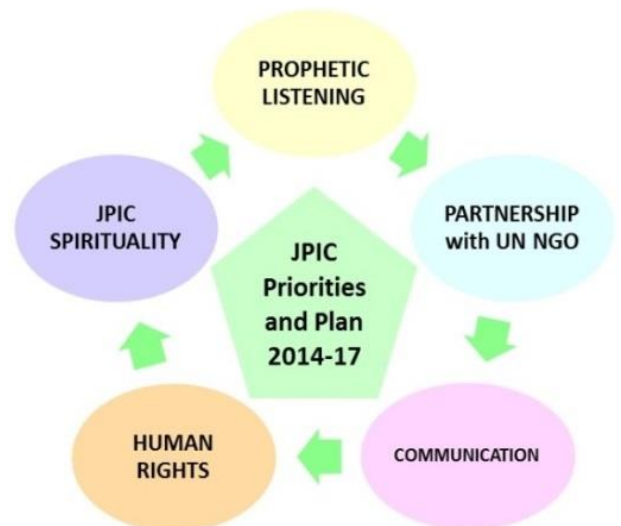 PROPHETIC
LISTENING
PARTNERSHIP
with UN NGO
COMMUNICATION
HUMAN
RIGHTS
JPIC
SPIRITUALITY
JPIC
Priorities
and Plan
2014-17